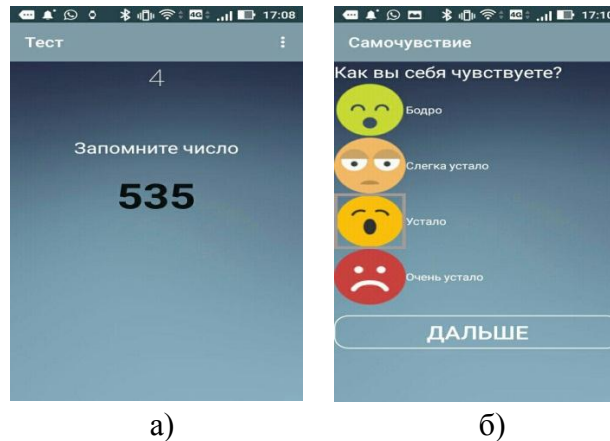 17:08
Тест
4
Запомните число
535
а)
17:10
Самочувствие
Как вы себя чувствуете?
Бодро
Слегка устало
Устало
Очень устало
ДАЛЬШЕ
б)